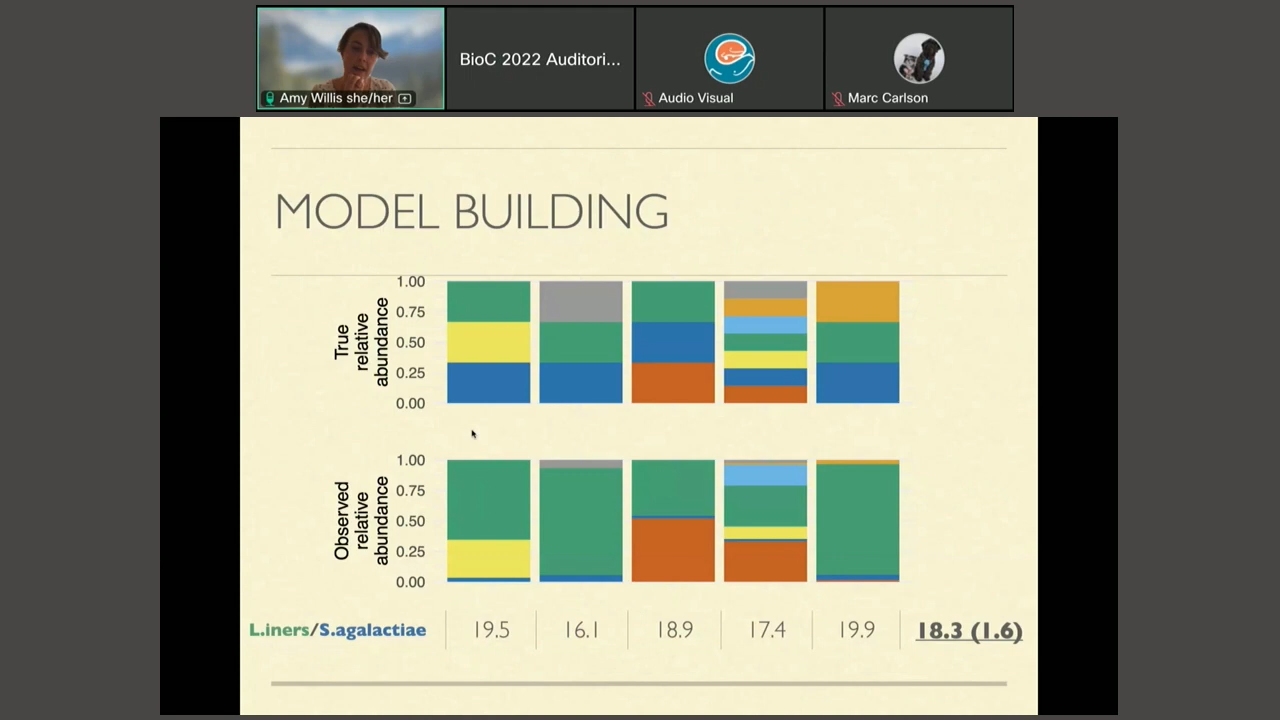 Amy Willis she/her
BioC 2022 Auditori...
Audio Visual
Marc Carlson
MODEL BUILDING
True
relative
abundance
1.00
0.75
0.50
0.25
0.00
Observed
relative
abundance
1.00
0.75
0.50
0.25
0.00
L.iners/S.agalactiae 19.5 16.1 18.9 17.4 19.9 18.3 (1.6)